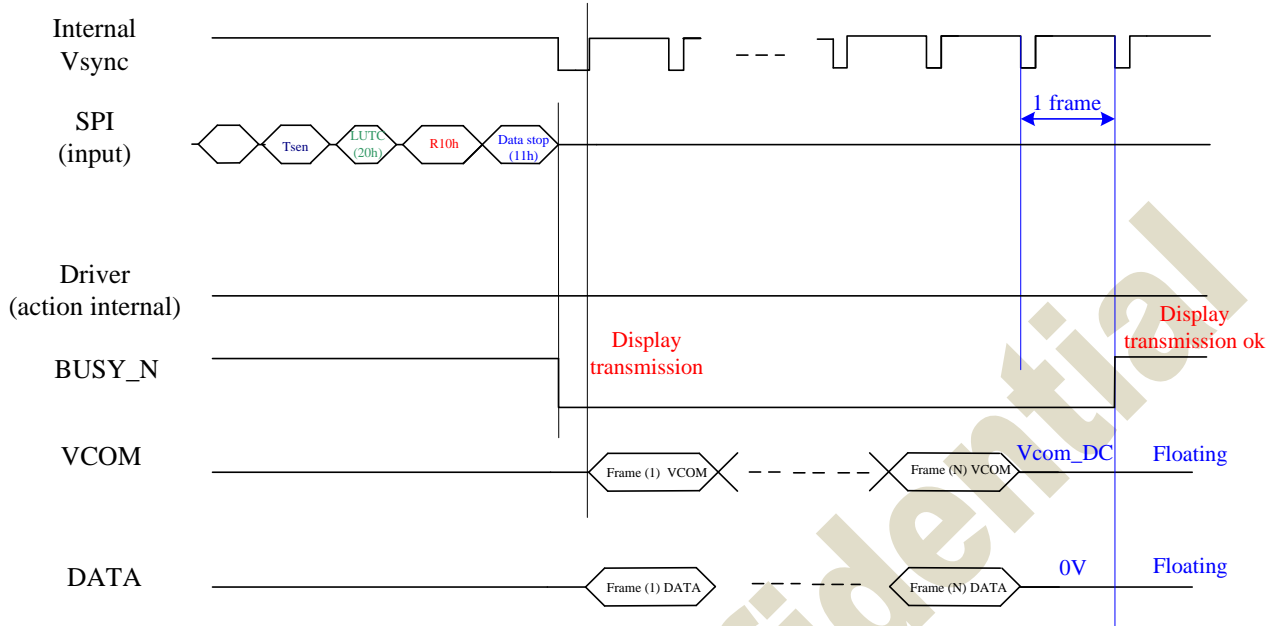 Internal
Vsync
1 frame
SPI
(input)
Tsen
LUTC
(20h)
R10h
Data stop
(11h)
Driver
(action internal)
Display
transmission
Display
transmission ok
BUSY_N
VCOM
Frame (1) VCOM
Frame (N) VCOM
Vcom_DC
Floating
DATA
Frame (1) DATA
Frame (N) DATA
0V
Floating
fidential